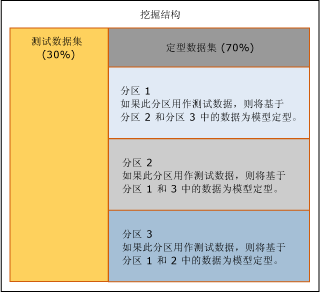 挖掘结构
测试数据集
(30%)
定型数据集 (70%)
分区 1
如果此分区用作测试数据，则将基于
分区 2 和分区 3 中的数据为模型定型。
分区 2
如果此分区用作测试数据，则将基于
分区 1 和 3 中的数据为模型定型。
分区 3
如果此分区用作测试数据，则将基于
分区 1 和 2 中的数据为模型定型。